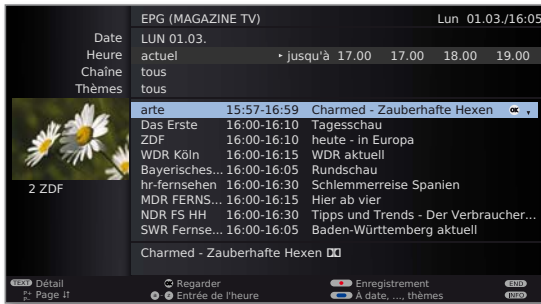 EPG (MAGAZINE TV) Lun 01.03./16:05
Date LUN 01.03.
Heure actuel ‣ jusqu'à 17.00 17.00 18.00 19.00
Chaîne tous
Thèmes tous
arte 15:57-16:59 Charmed - Zauberhafte Hexen OK
Das Erste 16:00-16:10 Tagesschau
ZDF 16:00-16:10 heute - in Europa
WDR Köln 16:00-16:15 WDR aktuell
Bayerisches... 16:00-16:05 Rundschau
hr-fernsehen 16:00-16:30 Schlemmerreise Spanien
MDR FERNS... 16:00-16:15 Hier ab vier
NDR FS HH 16:00-16:30 Tipps und Trends - Der Verbraucher...
SWR Fernse... 16:00-16:05 Baden-Württemberg aktuell
2 ZDF
Charmed - Zauberhafte Hexen
TEXT Détail OK Regarder Enregistrement END
P+ P- Page ↓↑ 0-9 Entrée de l'heure À date, ..., thèmes INFO